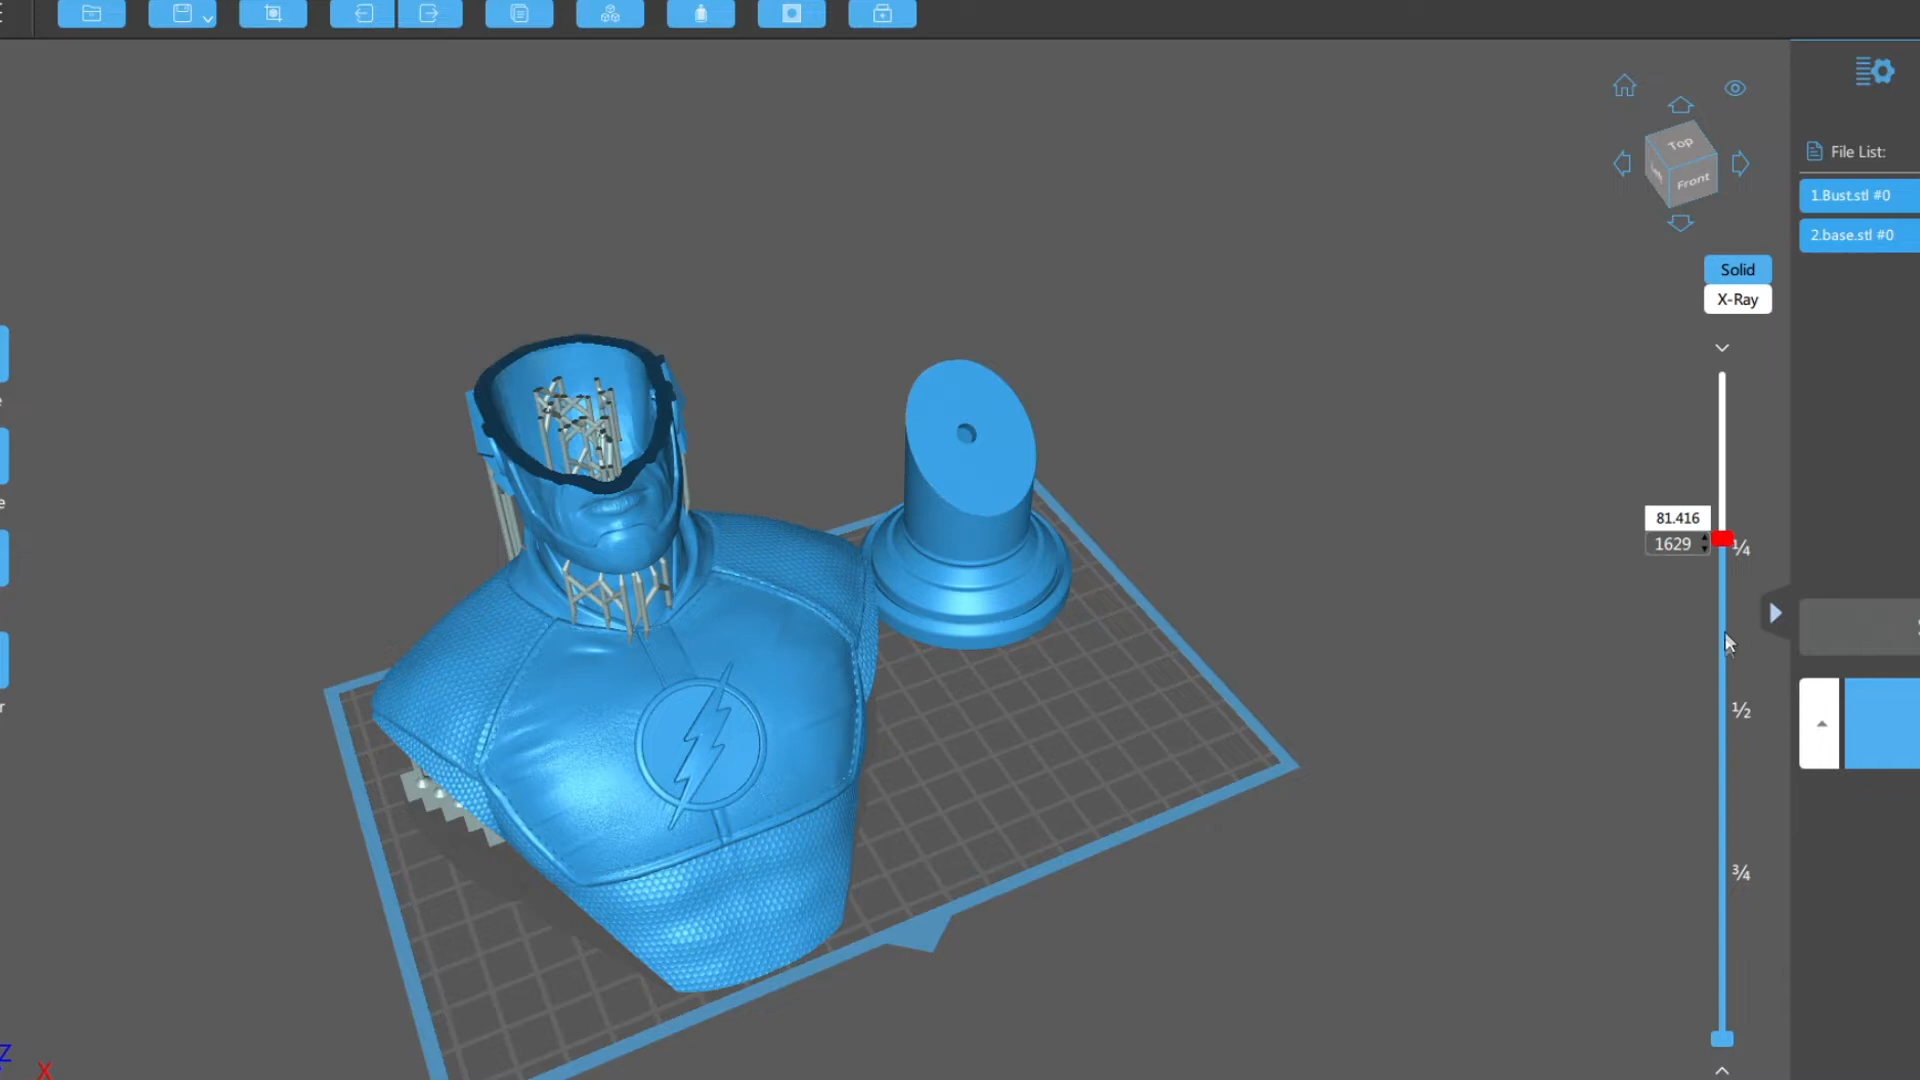 Top
Left
Front
File List:
1.Bust.stl #0
2.base.stl #0
Solid
X-Ray
81.416
1629
¼
½
¾
e
e
r
S
Z
X